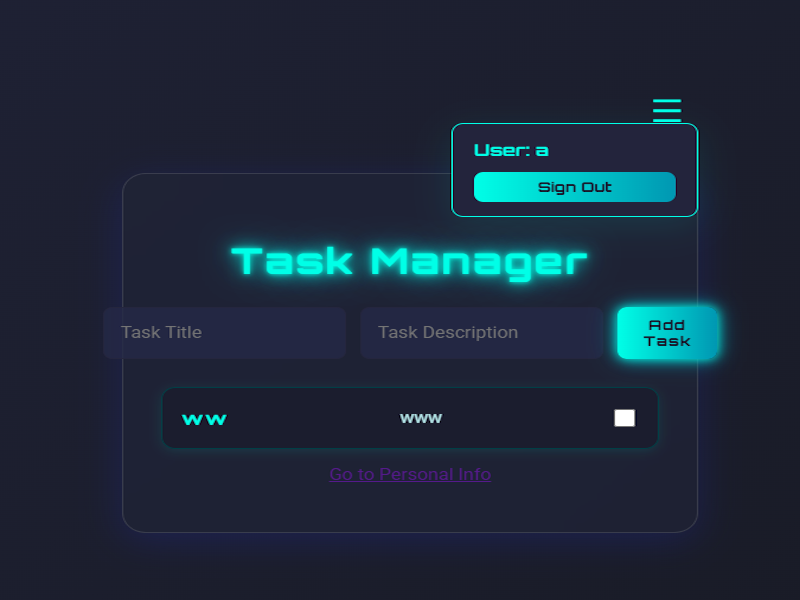 User: a
Sign Out
Task Manager
Task Title
Task Description
Add
Task
ww
www
Go to Personal Info